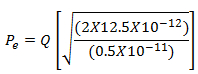 P_e = Q [ √( (2X12.5X10^{-12}) / (0.5X10^{-11}) ) ]